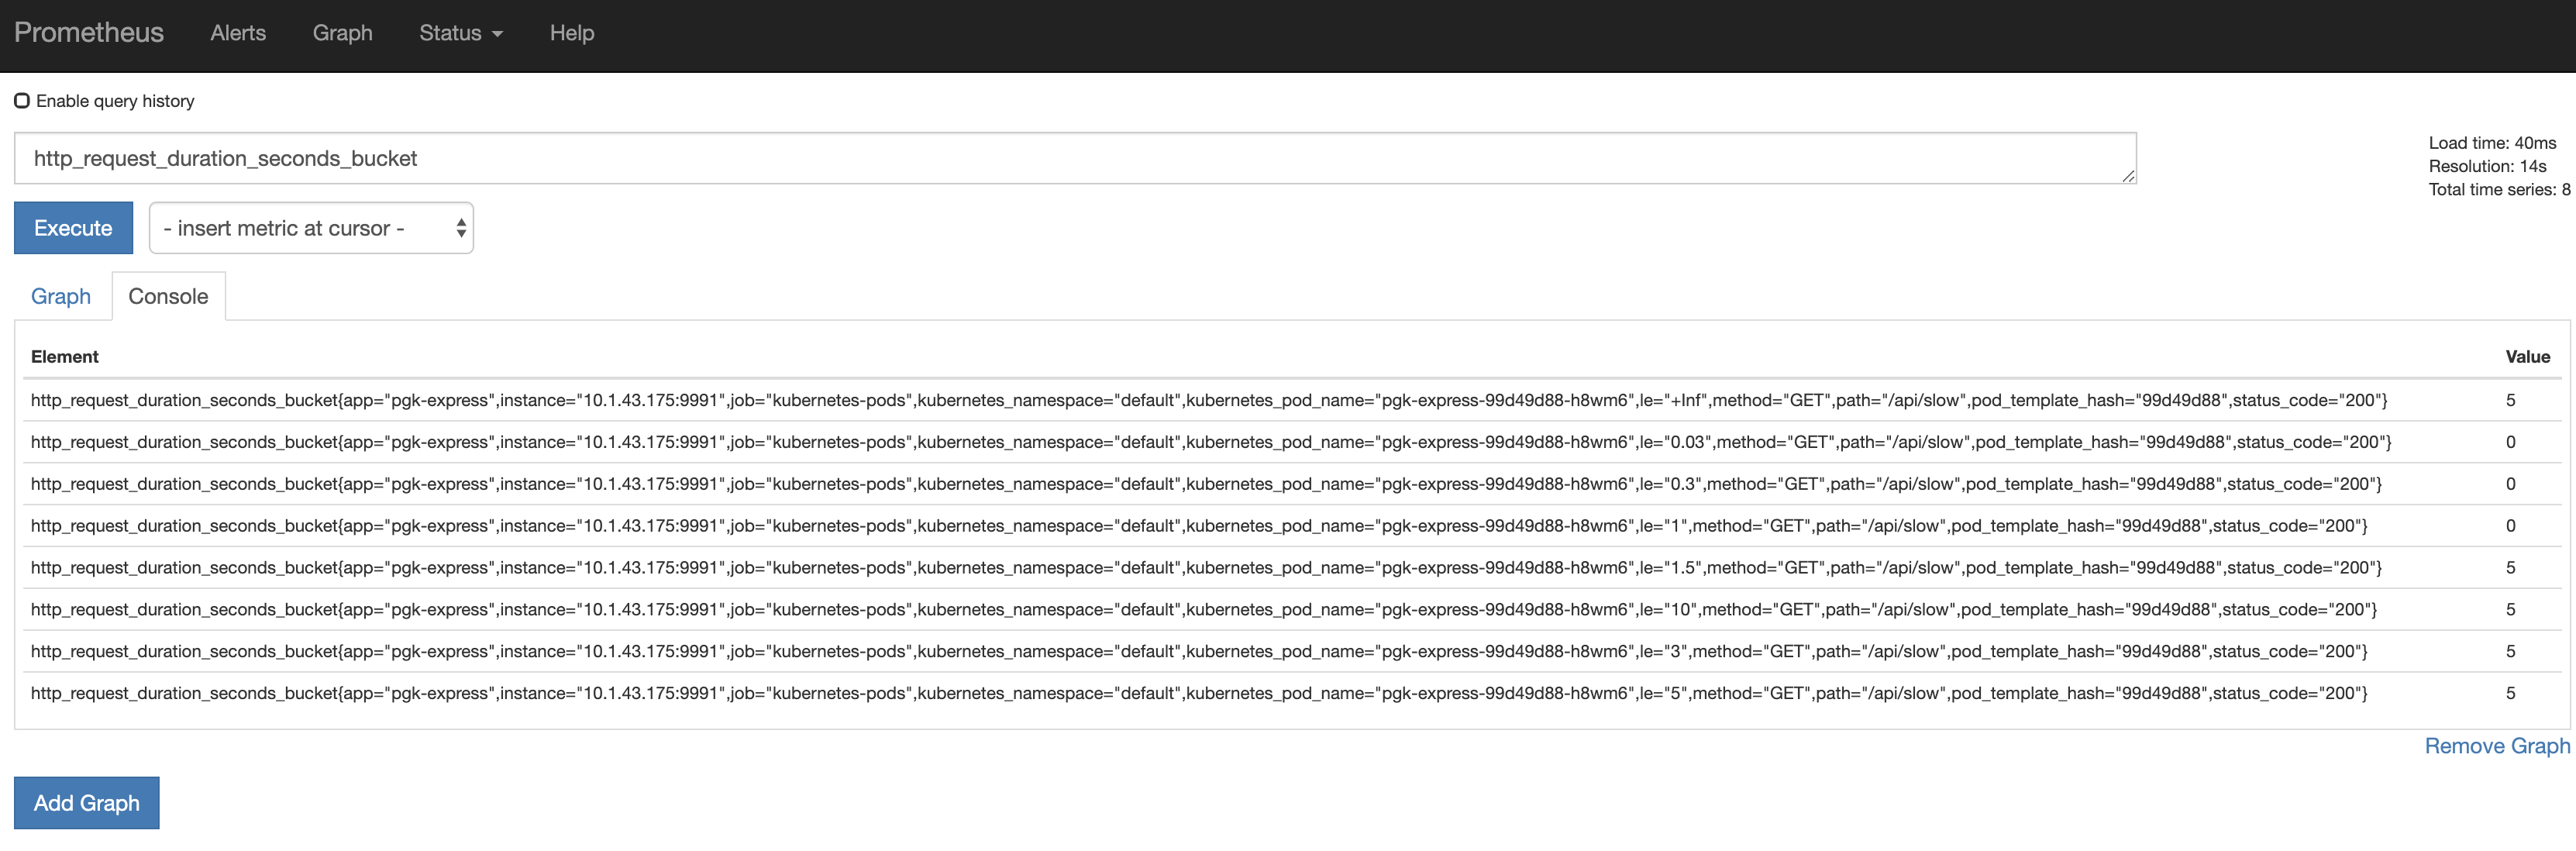 Prometheus Alerts Graph Status Help
Enable query history
http_request_duration_seconds_bucket
Load time: 40ms
Resolution: 14s
Total time series: 8
Execute - insert metric at cursor -
Graph Console
Element Value
http_request_duration_seconds_bucket{app="pgk-express",instance="10.1.43.175:9991",job="kubernetes-pods",kubernetes_namespace="default",kubernetes_pod_name="pgk-express-99d49d88-h8wm6",le="+Inf",method="GET",path="/api/slow",pod_template_hash="99d49d88",status_code="200"} 5
http_request_duration_seconds_bucket{app="pgk-express",instance="10.1.43.175:9991",job="kubernetes-pods",kubernetes_namespace="default",kubernetes_pod_name="pgk-express-99d49d88-h8wm6",le="0.03",method="GET",path="/api/slow",pod_template_hash="99d49d88",status_code="200"} 0
http_request_duration_seconds_bucket{app="pgk-express",instance="10.1.43.175:9991",job="kubernetes-pods",kubernetes_namespace="default",kubernetes_pod_name="pgk-express-99d49d88-h8wm6",le="0.3",method="GET",path="/api/slow",pod_template_hash="99d49d88",status_code="200"} 0
http_request_duration_seconds_bucket{app="pgk-express",instance="10.1.43.175:9991",job="kubernetes-pods",kubernetes_namespace="default",kubernetes_pod_name="pgk-express-99d49d88-h8wm6",le="1",method="GET",path="/api/slow",pod_template_hash="99d49d88",status_code="200"} 0
http_request_duration_seconds_bucket{app="pgk-express",instance="10.1.43.175:9991",job="kubernetes-pods",kubernetes_namespace="default",kubernetes_pod_name="pgk-express-99d49d88-h8wm6",le="1.5",method="GET",path="/api/slow",pod_template_hash="99d49d88",status_code="200"} 5
http_request_duration_seconds_bucket{app="pgk-express",instance="10.1.43.175:9991",job="kubernetes-pods",kubernetes_namespace="default",kubernetes_pod_name="pgk-express-99d49d88-h8wm6",le="10",method="GET",path="/api/slow",pod_template_hash="99d49d88",status_code="200"} 5
http_request_duration_seconds_bucket{app="pgk-express",instance="10.1.43.175:9991",job="kubernetes-pods",kubernetes_namespace="default",kubernetes_pod_name="pgk-express-99d49d88-h8wm6",le="3",method="GET",path="/api/slow",pod_template_hash="99d49d88",status_code="200"} 5
http_request_duration_seconds_bucket{app="pgk-express",instance="10.1.43.175:9991",job="kubernetes-pods",kubernetes_namespace="default",kubernetes_pod_name="pgk-express-99d49d88-h8wm6",le="5",method="GET",path="/api/slow",pod_template_hash="99d49d88",status_code="200"} 5
Remove Graph
Add Graph